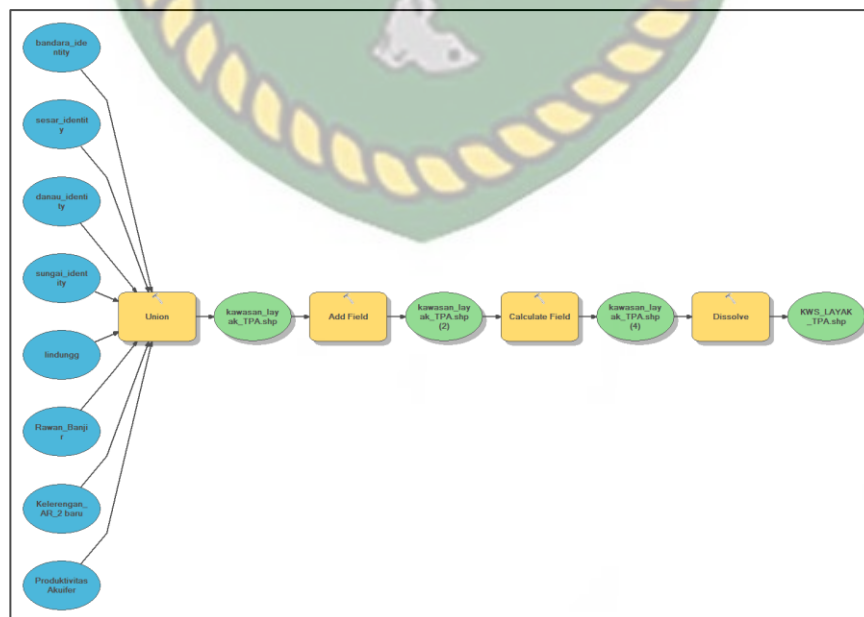 bandara_ide
ntity
sesar_identit
y
danau_identi
ty
sungai_ident
ity
lindungg
Rawan_Banji
r
Kelerengan_
AR_2 baru
Produktivitas
Akuifer
Union
kawasan_lay
ak_TPA.shp
Add Field
kawasan_lay
ak_TPA.shp
(2)
Calculate Field
kawasan_lay
ak_TPA.shp
(4)
Dissolve
KWS_LAYAK
_TPA.shp